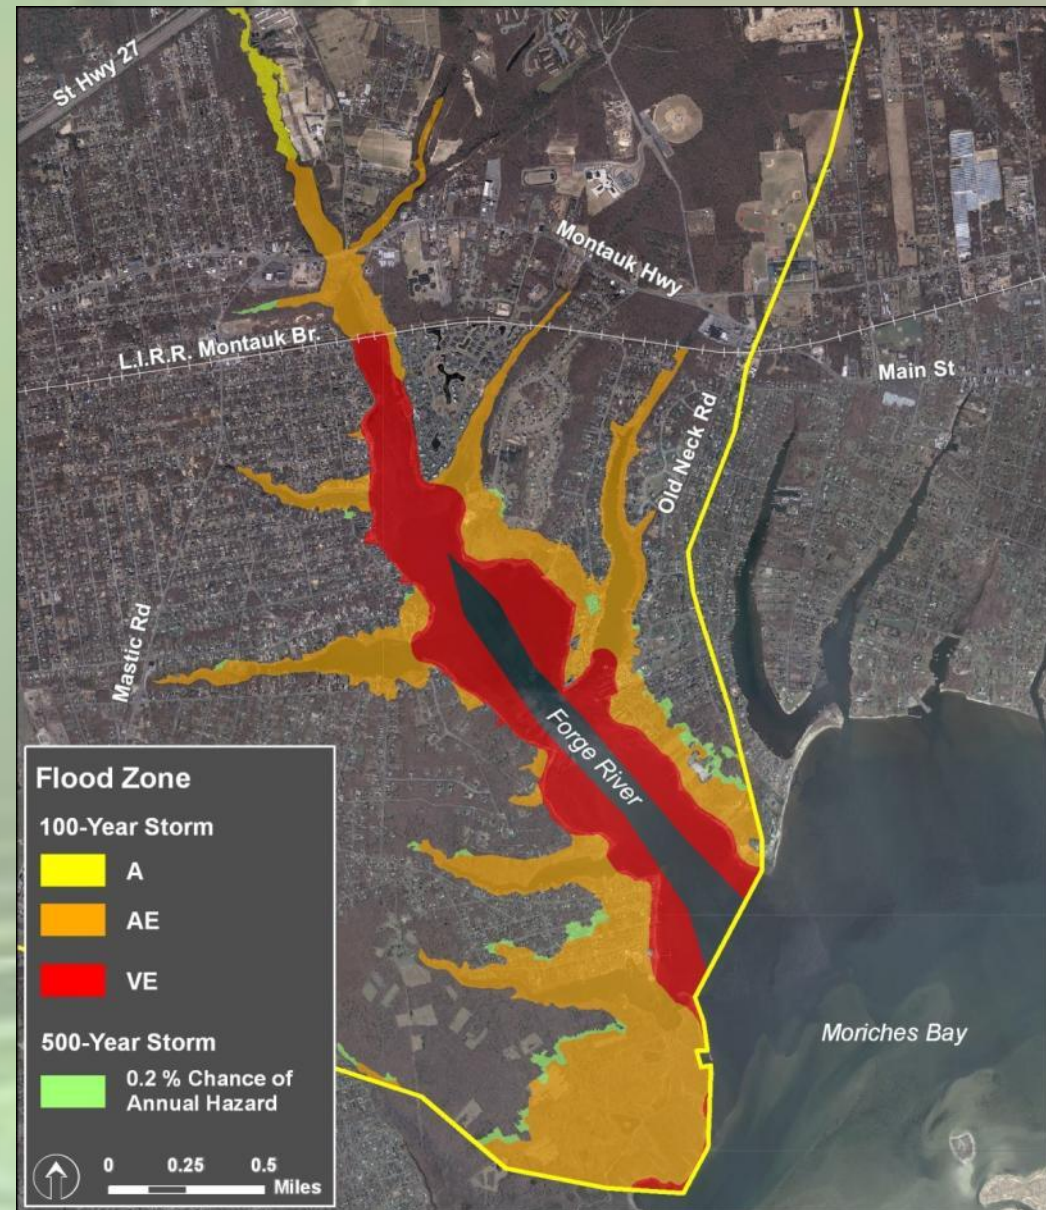 St Hwy 27
Montauk Hwy
L.I.R.R. Montauk Br.
Main St
Old Neck Rd
Mastic Rd
Forge River
Moriches Bay
Flood Zone
100-Year Storm
A
AE
VE
500-Year Storm
0.2 % Chance of
Annual Hazard
0 0.25 0.5
Miles